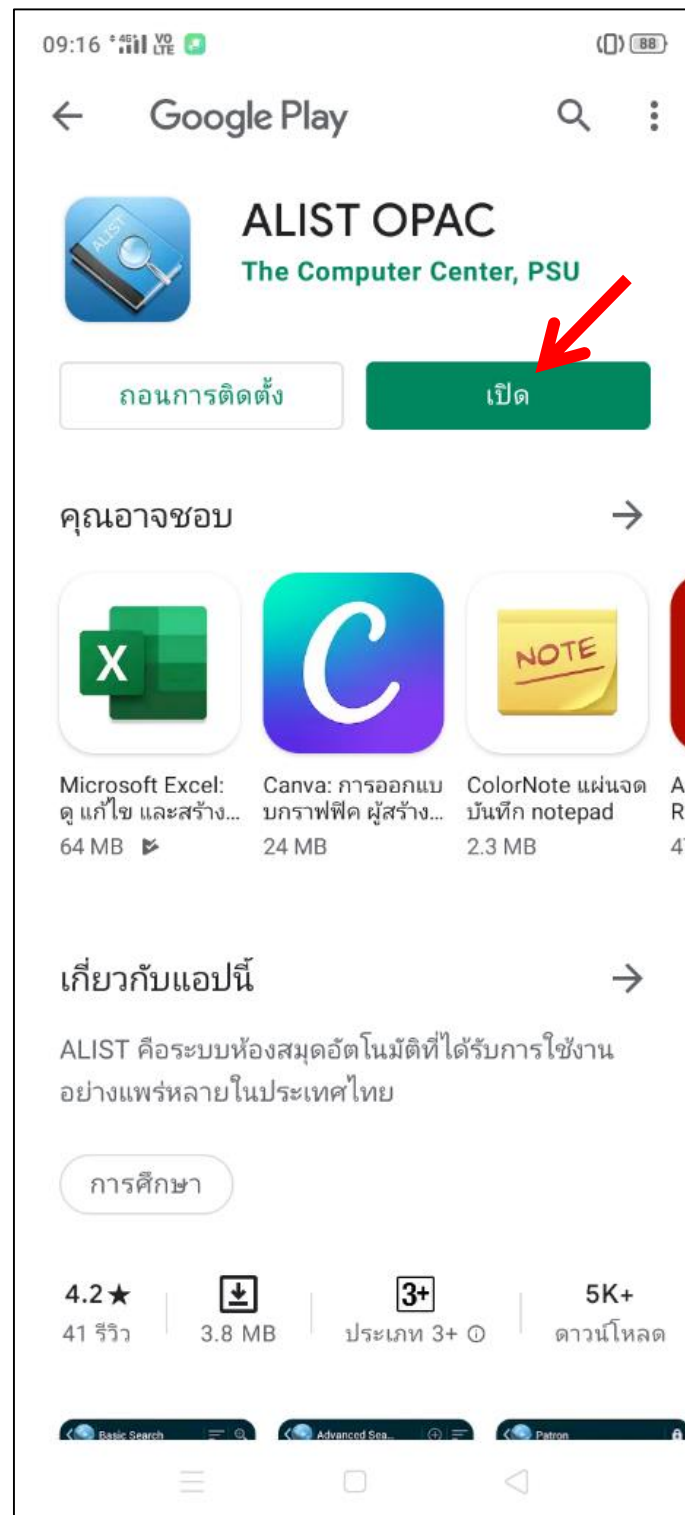 09:16 4G VO LTE 88
Google Play
ALIST
ALIST OPAC
The Computer Center, PSU
ถอนการติดตั้ง
เปิด
คุณอาจชอบ
X
C
NOTE
Microsoft Excel:
ดู แก้ไข และสร้าง...
64 MB
Canva: การออกแบ
บกราฟฟิค ผู้สร้าง...
24 MB
ColorNote แผ่นจด
บันทึก notepad
2.3 MB
A
R
เกี่ยวกับแอปนี้
ALIST คือระบบห้องสมุดอัตโนมัติที่ได้รับการใช้งาน
อย่างแพร่หลายในประเทศไทย
การศึกษา
4.2★
41 รีวิว
3.8 MB
3+
ประเภท 3+
5K+
ดาวน์โหลด
Basic Search
Advanced Sea...
Patron